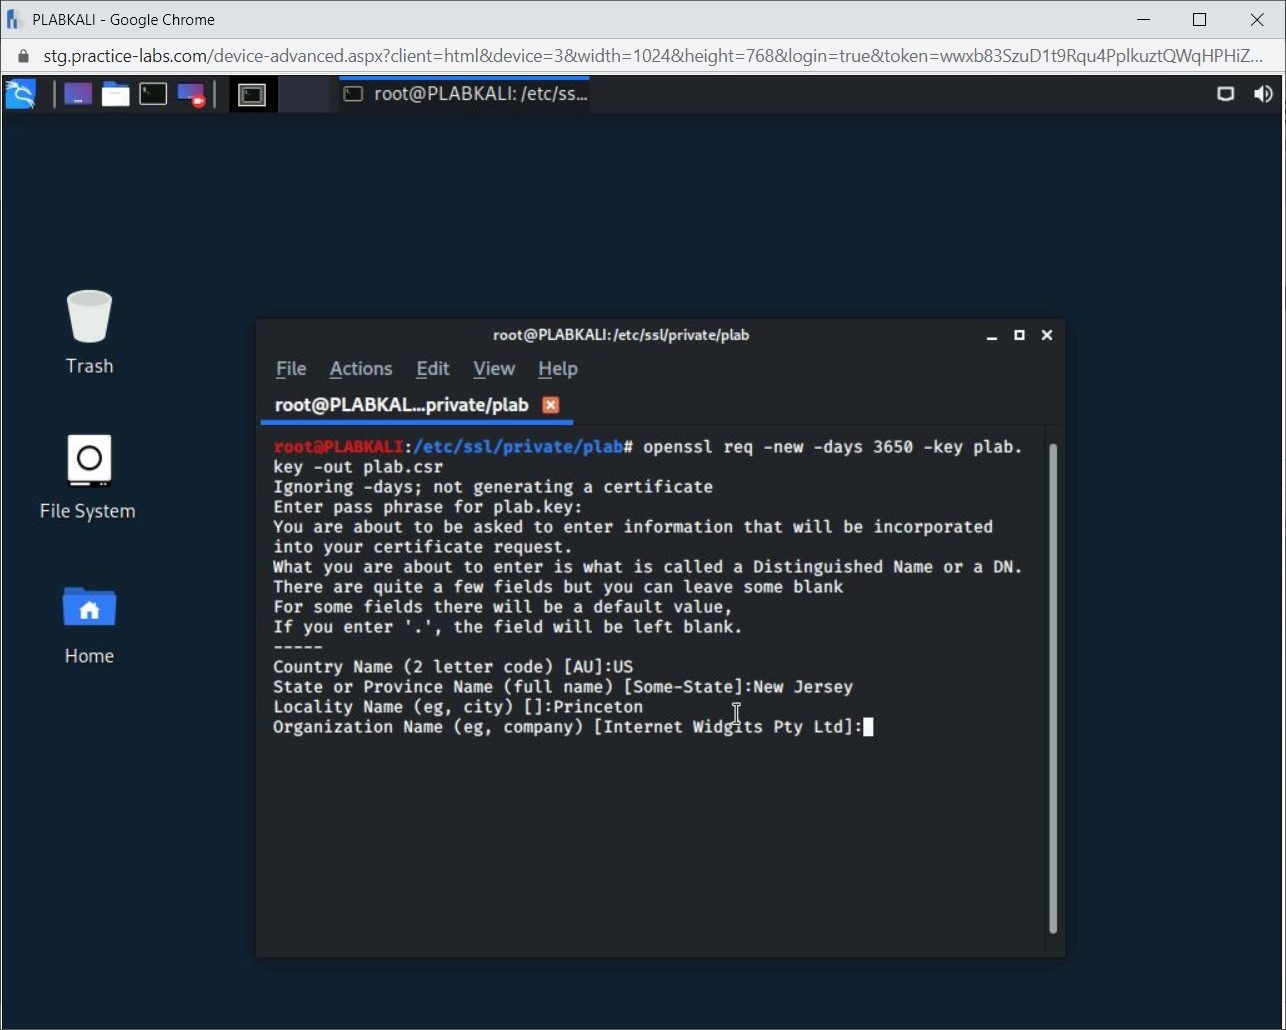 PLABKALI - Google Chrome
stg.practice-labs.com/device-advanced.aspx?client=html&device=3&width=1024&height=768&login=true&token=wwxb83SzuD1t9Rqu4PplkuztQWqHPHiZ...
root@PLABKALI: /etc/ss...
Trash
File System
Home
root@PLABKALI:/etc/ssl/private/plab
File Actions Edit View Help
root@PLABKAL...private/plab
root@PLABKALI:/etc/ssl/private/plab# openssl req -new -days 3650 -key plab.
key -out plab.csr
Ignoring -days; not generating a certificate
Enter pass phrase for plab.key:
You are about to be asked to enter information that will be incorporated
into your certificate request.
What you are about to enter is what is called a Distinguished Name or a DN.
There are quite a few fields but you can leave some blank
For some fields there will be a default value,
If you enter '.', the field will be left blank.
-----
Country Name (2 letter code) [AU]:US
State or Province Name (full name) [Some-State]:New Jersey
Locality Name (eg, city) []:Princeton
Organization Name (eg, company) [Internet Widgits Pty Ltd]: